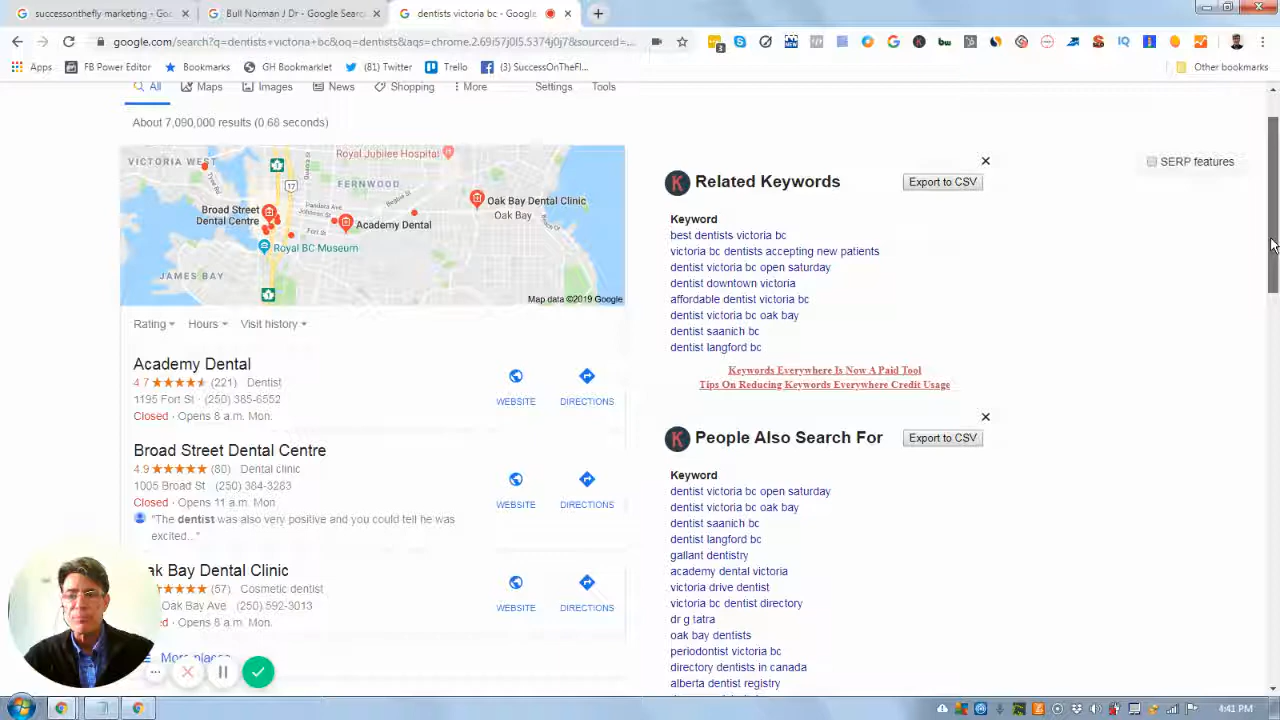 successonthefly marketing - Goo
Bull Norman J Dr - Google Search
dentists victoria bc - Google
google.com/search?q=dentists+victoria+bc&oq=dentists&aqs=chrome.2.69i57j0l5.5374j0j7&sourceid=...
Apps
Power Editor
Bookmarks
GH Bookmarklet
(81) Twitter
Trello
(3) SuccessOnTheFl...
Other bookmarks
All
Maps
Images
News
Shopping
More
Settings
Tools
About 7,090,000 results (0.68 seconds)
VICTORIA WEST
Royal Jubilee Hospital
FERNWOOD
17
1
Pandora Ave
Johnson St
Fort St
Broad Street
Dental Centre
Academy Dental
Oak Bay Dental Clinic
Oak Bay
Royal BC Museum
JAMES BAY
1
Map data ©2019 Google
Rating
Hours
Visit history
Academy Dental
4.7 (221) Dentist
1195 Fort St · (250) 385-6552
Closed · Opens 8 a.m. Mon.
WEBSITE
DIRECTIONS
Broad Street Dental Centre
4.9 (80) Dental clinic
1005 Broad St · (250) 384-3283
Closed · Opens 11 a.m. Mon
"The dentist was also very positive and you could tell he was
excited..."
WEBSITE
DIRECTIONS
ak Bay Dental Clinic
(57) Cosmetic dentist
Oak Bay Ave · (250) 592-3013
ed · Opens 8 a.m. Mon.
WEBSITE
DIRECTIONS
More places
Related Keywords
Export to CSV
Keyword
best dentists victoria bc
victoria bc dentists accepting new patients
dentist victoria bc open saturday
dentist downtown victoria
affordable dentist victoria bc
dentist victoria bc oak bay
dentist saanich bc
dentist langford bc
Keywords Everywhere Is Now A Paid Tool
Tips On Reducing Keywords Everywhere Credit Usage
People Also Search For
Export to CSV
Keyword
dentist victoria bc open saturday
dentist victoria bc oak bay
dentist saanich bc
dentist langford bc
gallant dentistry
academy dental victoria
victoria drive dentist
victoria bc dentist directory
dr g tatra
oak bay dentists
periodontist victoria bc
directory dentists in canada
alberta dentist registry
SERP features
4:41 PM